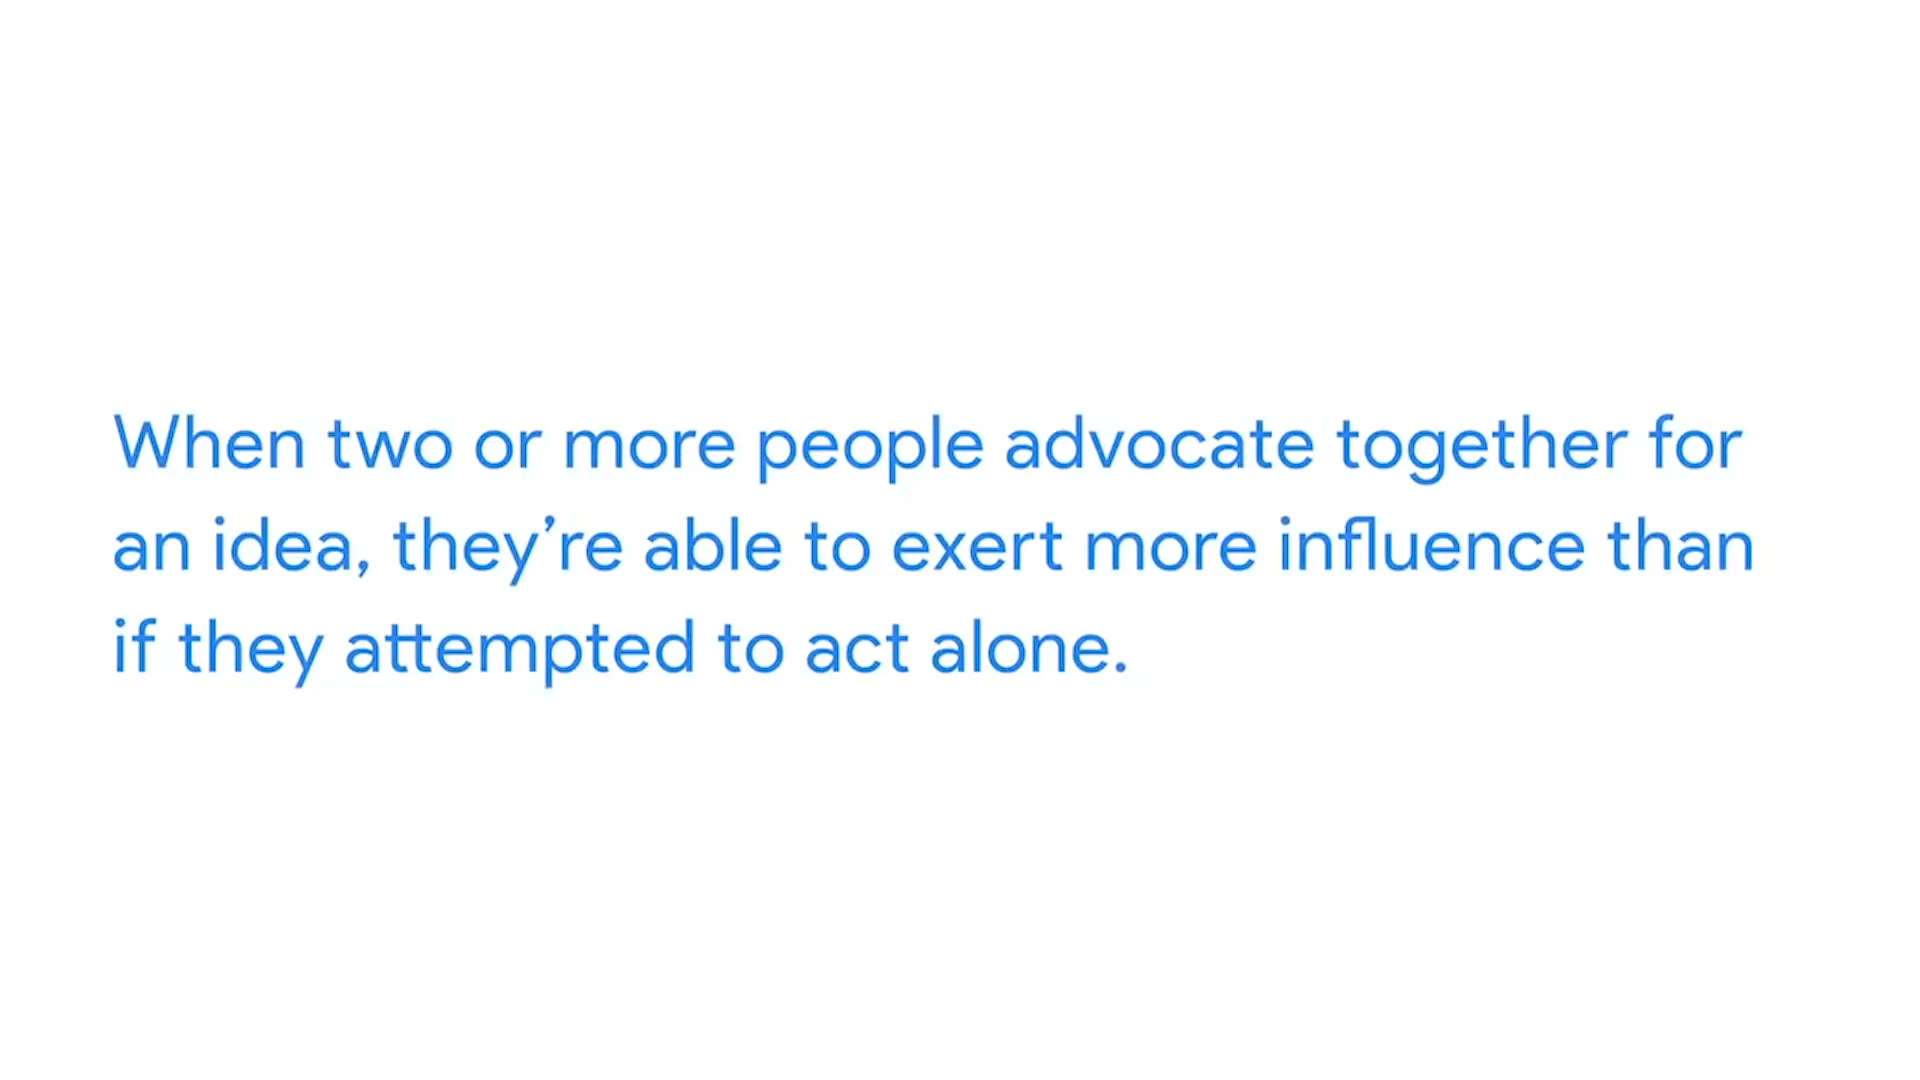 When two or more people advocate together for
an idea, they’re able to exert more influence than
if they attempted to act alone.